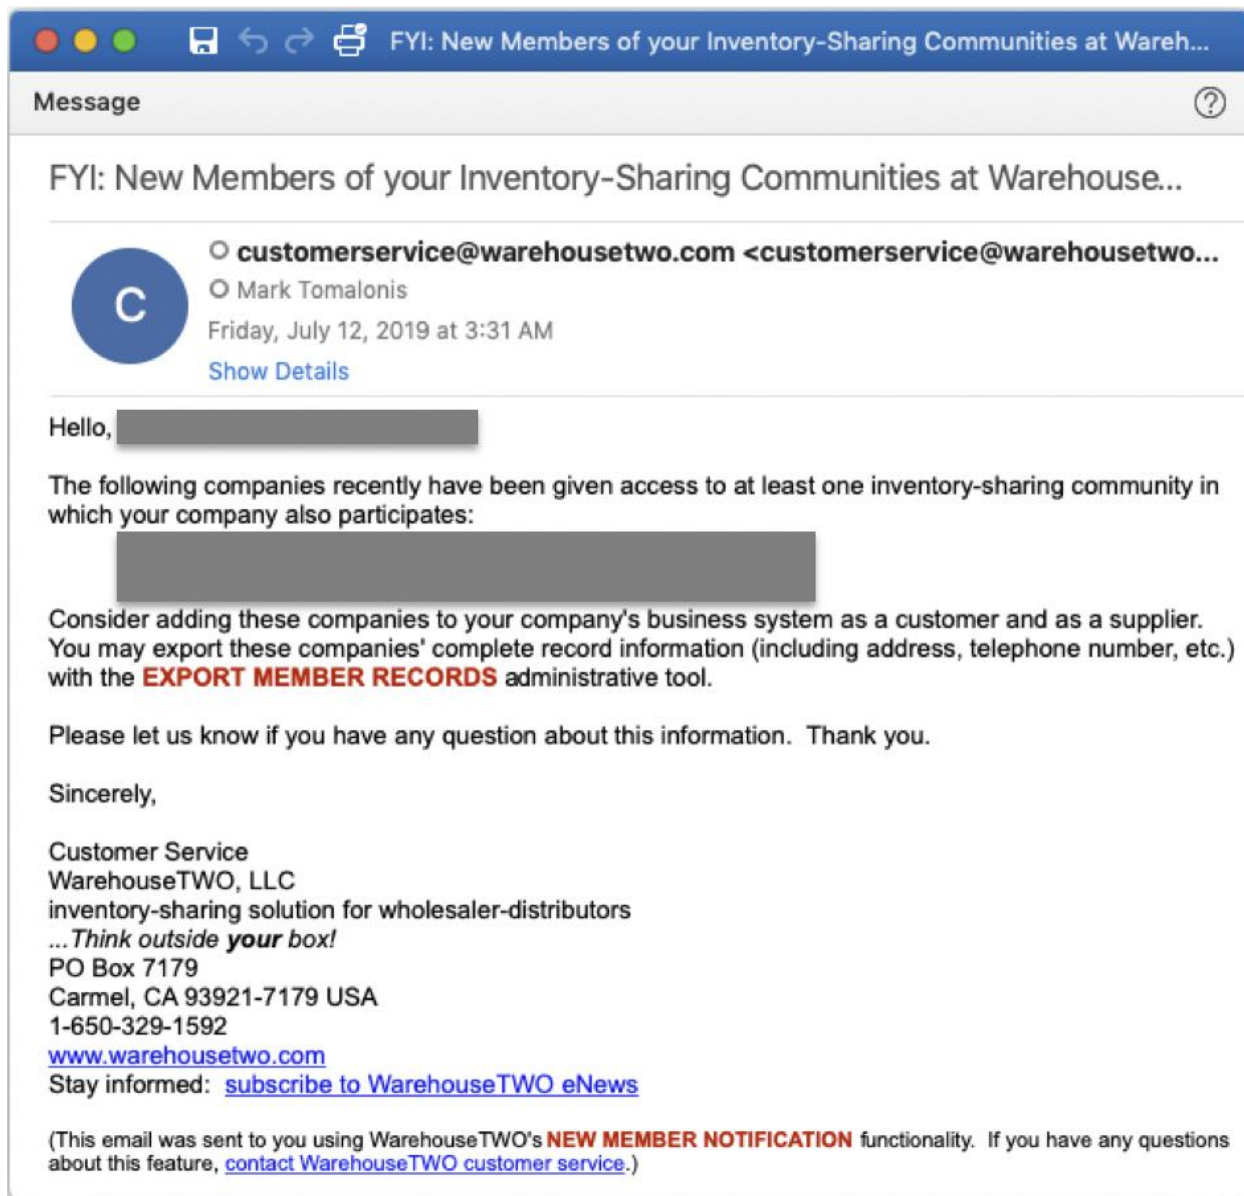 FYI: New Members of your Inventory-Sharing Communities at Wareh...
Message
?
FYI: New Members of your Inventory-Sharing Communities at Warehouse...
C
customerservice@warehousetwo.com <customerservice@warehousetwo...
Mark Tomalonis
Friday, July 12, 2019 at 3:31 AM
Show Details
Hello,
The following companies recently have been given access to at least one inventory-sharing community in
which your company also participates:
Consider adding these companies to your company's business system as a customer and as a supplier.
You may export these companies' complete record information (including address, telephone number, etc.)
with the EXPORT MEMBER RECORDS administrative tool.
Please let us know if you have any question about this information.  Thank you.
Sincerely,
Customer Service
WarehouseTWO, LLC
inventory-sharing solution for wholesaler-distributors
...Think outside your box!
PO Box 7179
Carmel, CA 93921-7179 USA
1-650-329-1592
www.warehousetwo.com
Stay informed:  subscribe to WarehouseTWO eNews
(This email was sent to you using WarehouseTWO's NEW MEMBER NOTIFICATION functionality.  If you have any questions
about this feature, contact WarehouseTWO customer service.)